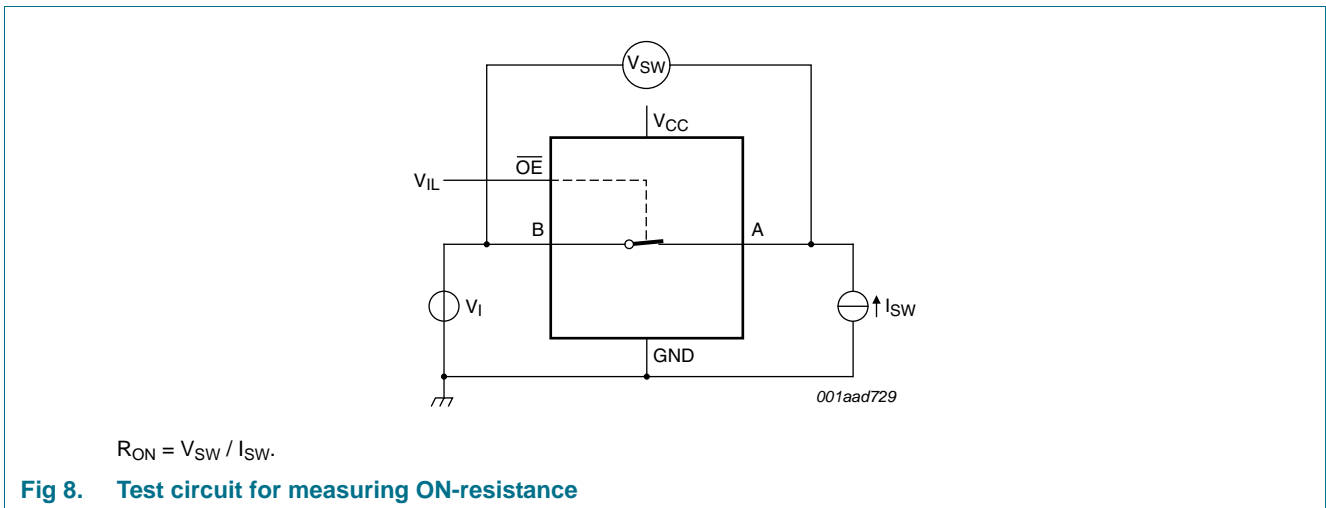 VSW
VCC
OE
VIL
B
A
VI
ISW
GND
001aad729
RON = VSW / ISW.
Fig 8. Test circuit for measuring ON-resistance